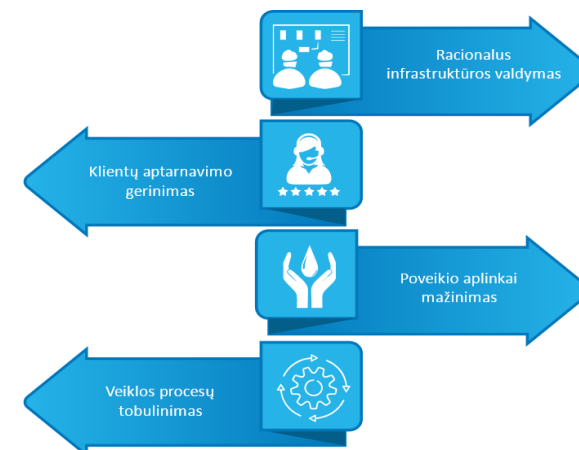 Racionalus
infrastruktūros valdymas
Klientų aptarnavimo
gerinimas
Poveikio aplinkai
mažinimas
Veiklos procesų
tobulinimas